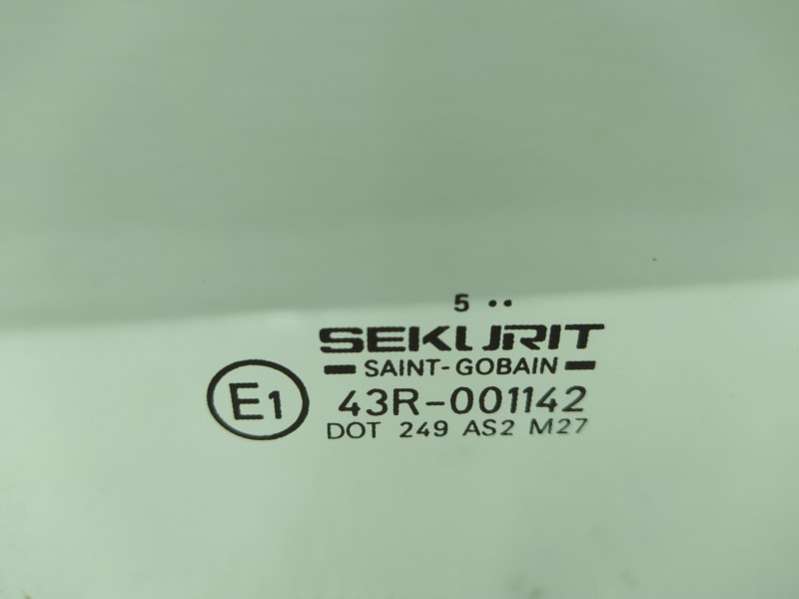 5 ••
SEKURIT
SAINT-GOBAIN
E1
43R-001142
DOT 249 AS2 M27